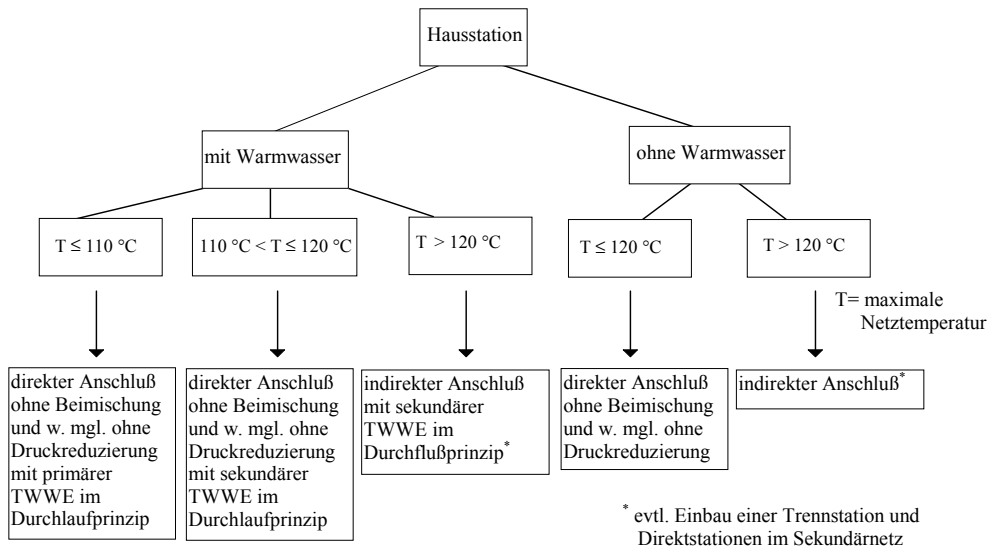 Hausstation
mit Warmwasser
ohne Warmwasser
T ≤ 110 °C
110 °C < T ≤ 120 °C
T > 120 °C
T ≤ 120 °C
T > 120 °C
T= maximale
Netztemperatur
direkter Anschluß
ohne Beimischung
und w. mgl. ohne
Druckreduzierung
mit primärer
TWWE im
Durchlaufprinzip
direkter Anschluß
ohne Beimischung
und w. mgl. ohne
Druckreduzierung
mit sekundärer
TWWE im
Durchlaufprinzip
indirekter Anschluß
mit sekundärer
TWWE im
Durchflußprinzip*
direkter Anschluß
ohne Beimischung
und w. mgl. ohne
Druckreduzierung
indirekter Anschluß*
* evtl. Einbau einer Trennstation und
Direktstationen im Sekundärnetz